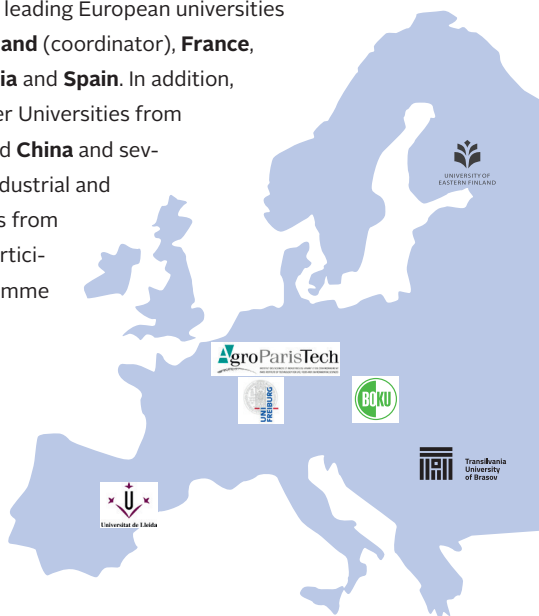 leading European universities
and (coordinator), France,
ia and Spain. In addition,
er Universities from
d China and sev-
dustrial and
s from
rtici-
mme
UNIVERSITY OF
EASTERN FINLAND
AgroParisTech
UNI
FREIBURG
BOKU
Transilvania
University
of Brasov
U
Universitat de Lleida